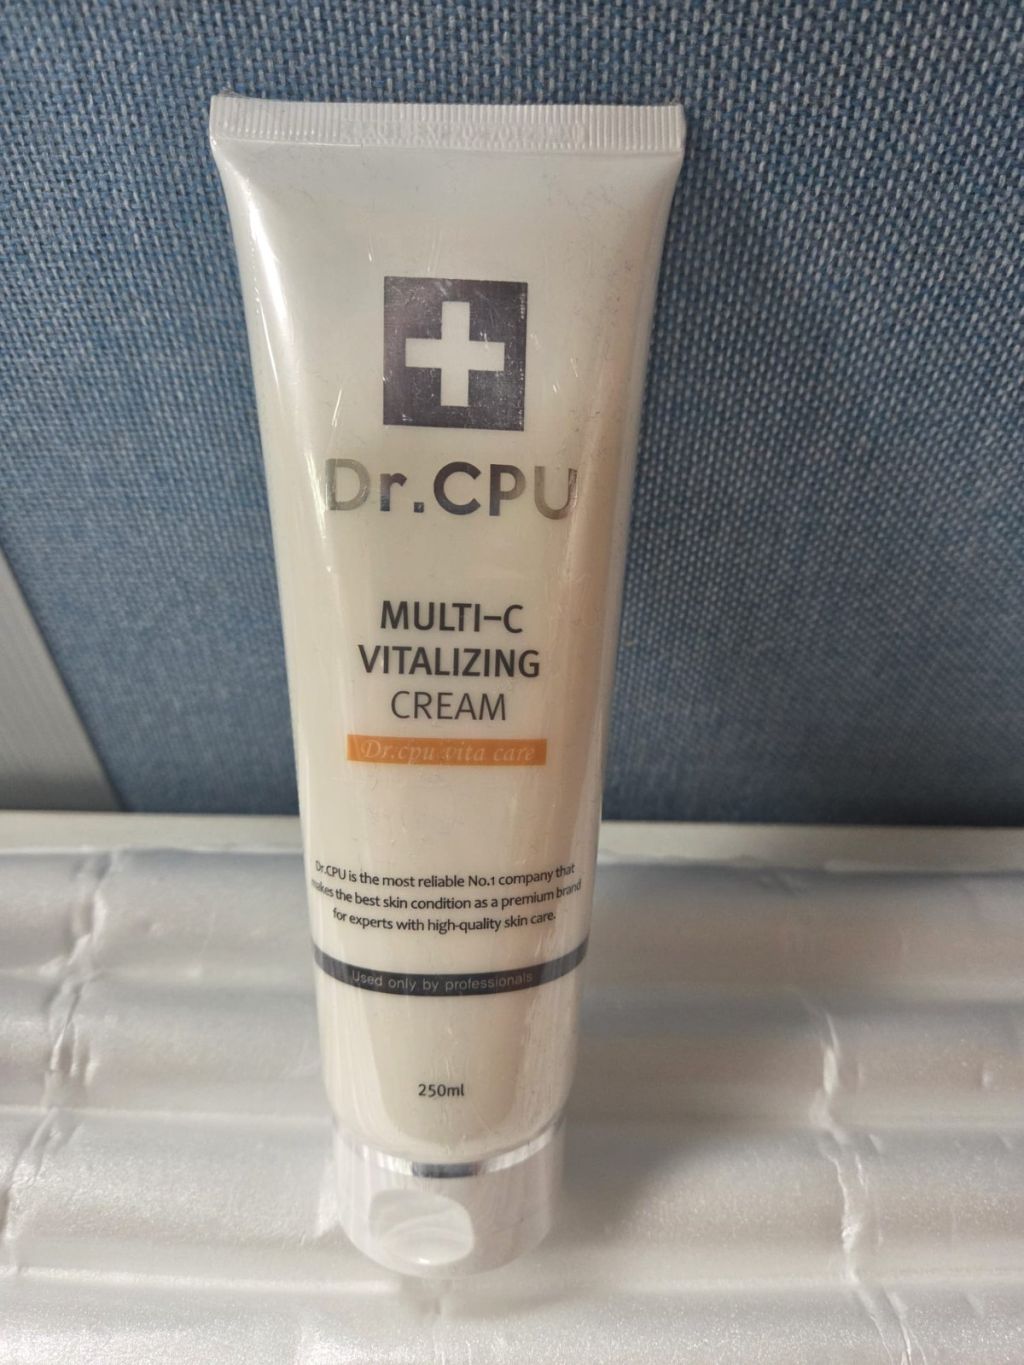 Dr.CPU
MULTI-C
VITALIZING
CREAM
Dr.cpu vita care
Dr.CPU is the most reliable No.1 company that
makes the best skin condition as a premium brand
for experts with high-quality skin care.
Used only by professionals
250ml